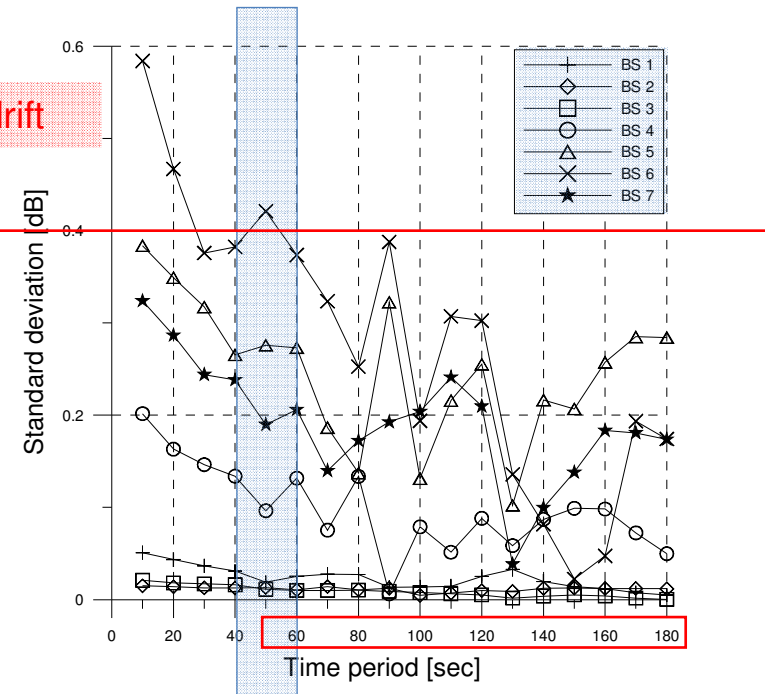 0.6
0.4
0.2
0
Standard deviation [dB]
BS 1
BS 2
BS 3
BS 4
BS 5
BS 6
BS 7
0 20 40 60 80 100 120 140 160 180
Time period [sec]